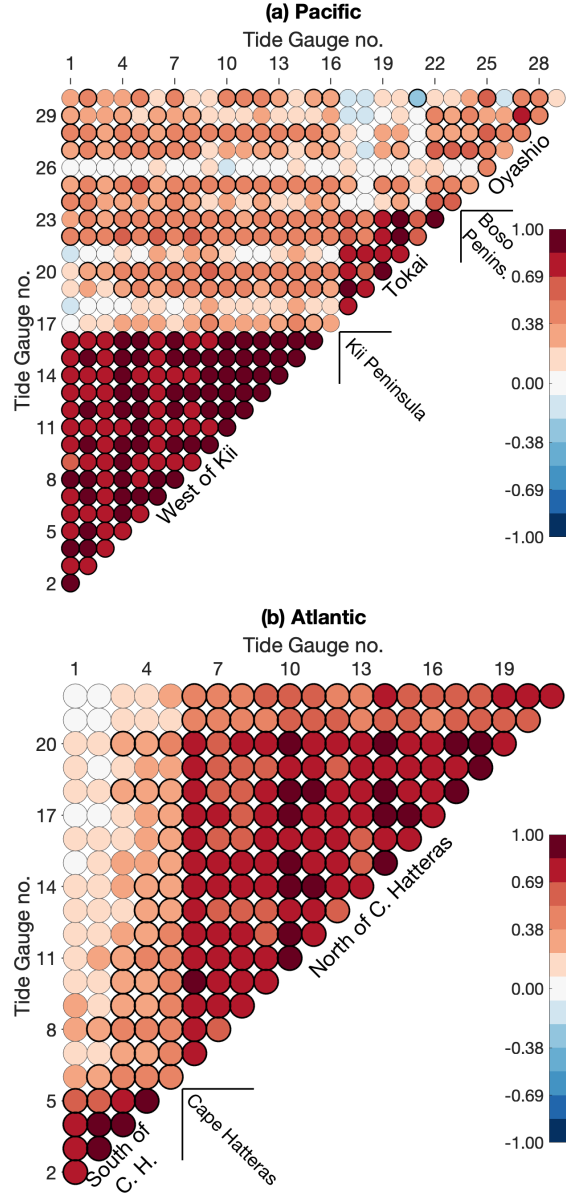 (a) Pacific
Tide Gauge no.
1 4 7 10 13 16 19 22 25 28
29
26
23
20
17
14
11
8
5
2
Tide Gauge no.
Oyashio
Boso
Penins.
Tokai
Kii Peninsula
West of Kii
1.00
0.69
0.38
0.00
-0.38
-0.69
-1.00
(b) Atlantic
Tide Gauge no.
1 4 7 10 13 16 19
20
17
14
11
8
5
2
Tide Gauge no.
North of C. Hatteras
Cape Hatteras
South of
C. H.
1.00
0.69
0.38
0.00
-0.38
-0.69
-1.00